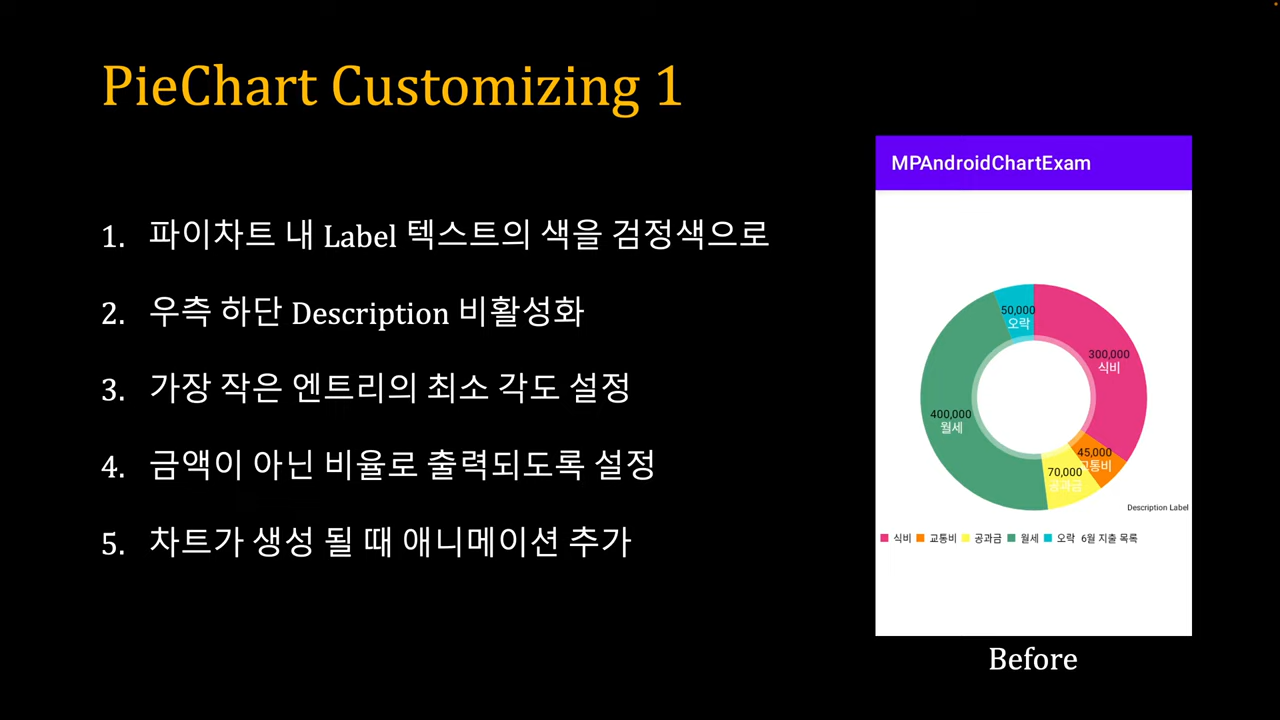 PieChart Customizing 1
1. 파이차트 내 Label 텍스트의 색을 검정색으로
2. 우측 하단 Description 비활성화
3. 가장 작은 엔트리의 최소 각도 설정
4. 금액이 아닌 비율로 출력되도록 설정
5. 차트가 생성 될 때 애니메이션 추가
MPAndroidChartExam
50,000
오락
300,000
식비
400,000
월세
45,000
교통비
70,000
공과금
Description Label
식비 교통비 공과금 월세 오락 6월 지출 목록
Before